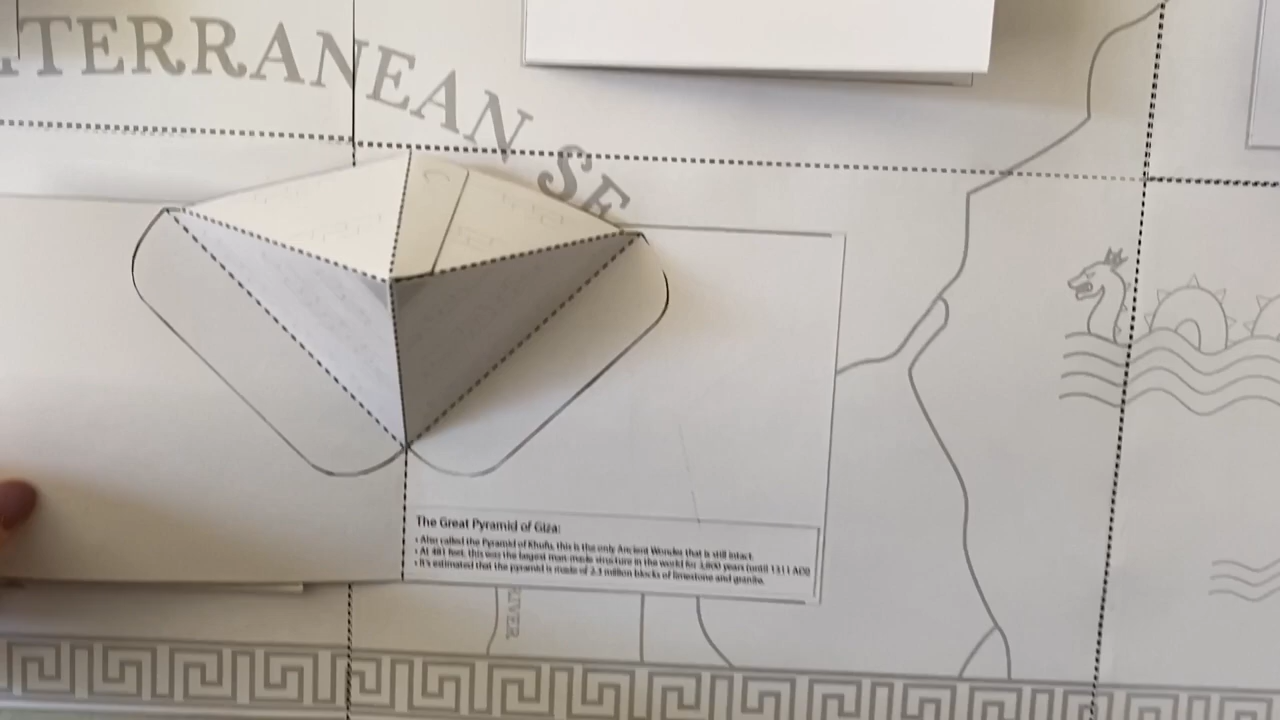 TERRANEAN SE
The Great Pyramid of Giza:
• Also called the Pyramid of Khufu, this is the only Ancient Wonder that is still intact.
• At 481 feet, this was the largest man-made structure in the world for 3,800 years (until 1311 AD)
• It's estimated that the pyramid is made of 2.3 million blocks of limestone and granite.
RIVER